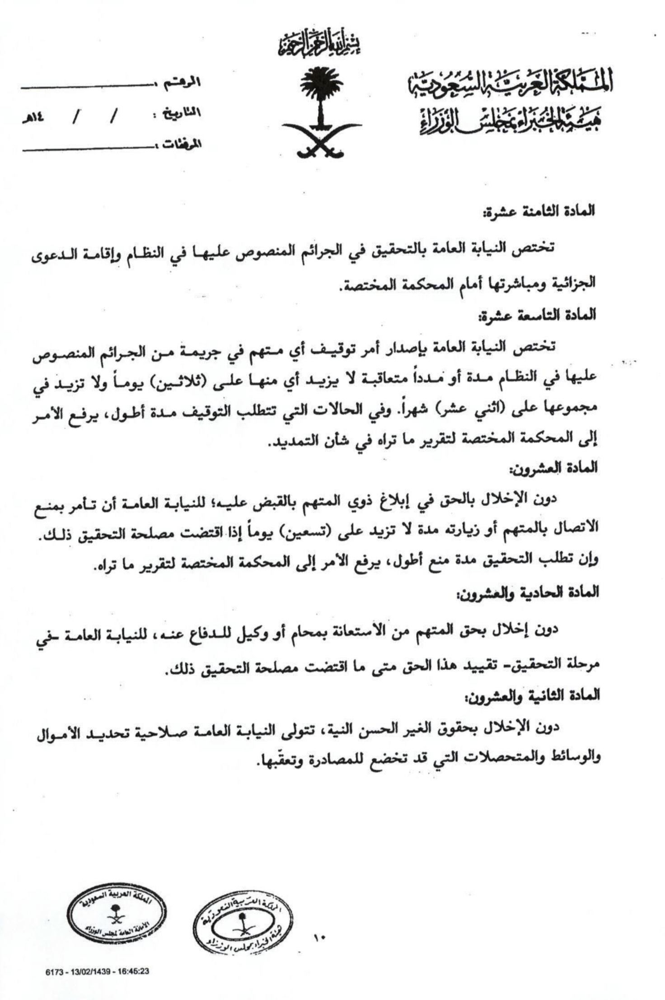 بسم الله الرحمن الرحيم
المملكة العربية السعودية
هيئة الخبراء بمجلس الوزراء
الرقم :
التاريخ : / / ١٤هـ
المرفقات :
المادة الثامنة عشرة:
تختص النيابة العامة بالتحقيق في الجرائم المنصوص عليها في النظام وإقامة الدعوى
الجزائية ومباشرتها أمام المحكمة المختصة.
المادة التاسعة عشرة:
تختص النيابة العامة بإصدار أمر توقيف أي متهم في جريمة من الجرائم المنصوص
عليها في النظام مدة أو مدداً متعاقبة لا يزيد أي منها على (ثلاثين) يوماً ولا تزيد في
مجموعها على (اثني عشر) شهراً. وفي الحالات التي تتطلب التوقيف مدة أطول، يرفع الأمر
إلى المحكمة المختصة لتقرير ما تراه في شأن التمديد.
المادة العشرون:
دون الإخلال بالحق في إبلاغ ذوي المتهم بالقبض عليه؛ للنيابة العامة أن تأمر بمنع
الاتصال بالمتهم أو زيارته مدة لا تزيد على (تسعين) يوماً إذا اقتضت مصلحة التحقيق ذلك.
وإن تطلب التحقيق مدة منع أطول، يرفع الأمر إلى المحكمة المختصة لتقرير ما تراه.
المادة الحادية والعشرون:
دون إخلال بحق المتهم من الاستعانة بمحام أو وكيل للدفاع عنه، للنيابة العامة -في
مرحلة التحقيق- تقييد هذا الحق متى ما اقتضت مصلحة التحقيق ذلك.
المادة الثانية والعشرون:
دون الإخلال بحقوق الغير الحسن النية، تتولى النيابة العامة صلاحية تحديد الأموال
والوسائط والمتحصلات التي قد تخضع للمصادرة وتعقّبها.
المملكة العربية السعودية
هيئة الخبراء بمجلس الوزراء
المملكة العربية السعودية
الأمانة العامة لمجلس الوزراء
١٠
6173 - 13/02/1439 - 16:45:23